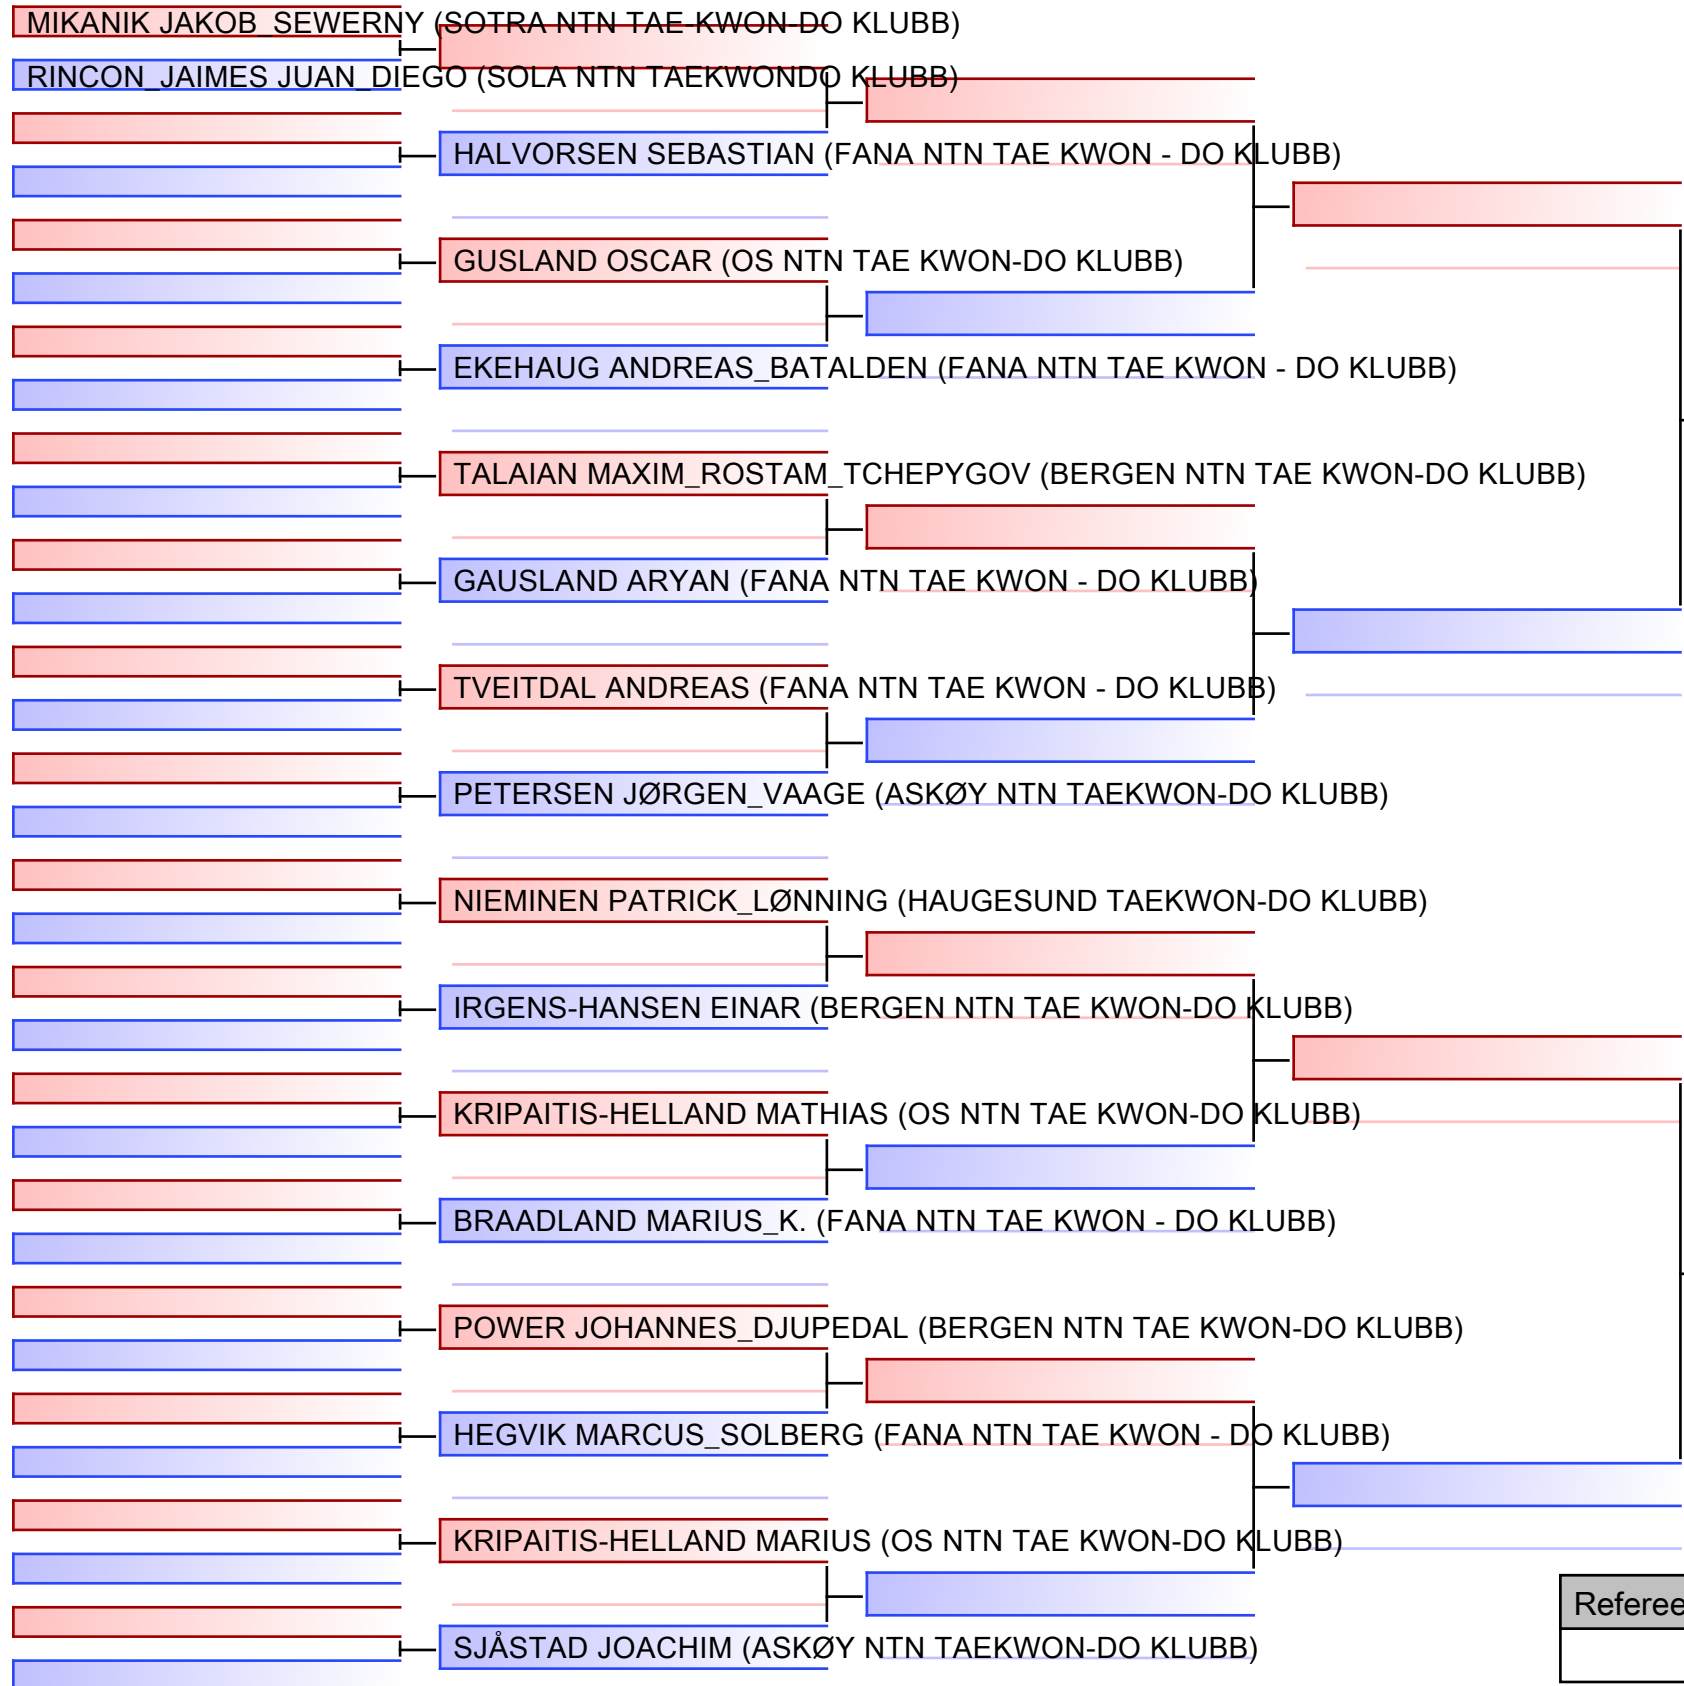 MIKANIK JAKOB_SEWERNY (SOTRA NTN TAE-KWON-DO KLUBB)
RINCON_JAIMES JUAN_DIEGO (SOLA NTN TAEKWONDO KLUBB)
HALVORSEN SEBASTIAN (FANA NTN TAE KWON - DO KLUBB)
GUSLAND OSCAR (OS NTN TAE KWON-DO KLUBB)
EKEHAUG ANDREAS_BATALDEN (FANA NTN TAE KWON - DO KLUBB)
TALAIAN MAXIM_ROSTAM_TCHEPYGOV (BERGEN NTN TAE KWON-DO KLUBB)
GAUSLAND ARYAN (FANA NTN TAE KWON - DO KLUBB)
TVEITDAL ANDREAS (FANA NTN TAE KWON - DO KLUBB)
PETERSEN JØRGEN_VAAGE (ASKØY NTN TAEKWON-DO KLUBB)
NIEMINEN PATRICK_LØNNING (HAUGESUND TAEKWON-DO KLUBB)
IRGENS-HANSEN EINAR (BERGEN NTN TAE KWON-DO KLUBB)
KRIPAITIS-HELLAND MATHIAS (OS NTN TAE KWON-DO KLUBB)
BRAADLAND MARIUS_K. (FANA NTN TAE KWON - DO KLUBB)
POWER JOHANNES_DJUPEDAL (BERGEN NTN TAE KWON-DO KLUBB)
HEGVIK MARCUS_SOLBERG (FANA NTN TAE KWON - DO KLUBB)
KRIPAITIS-HELLAND MARIUS (OS NTN TAE KWON-DO KLUBB)
Referee
SJÅSTAD JOACHIM (ASKØY NTN TAEKWON-DO KLUBB)